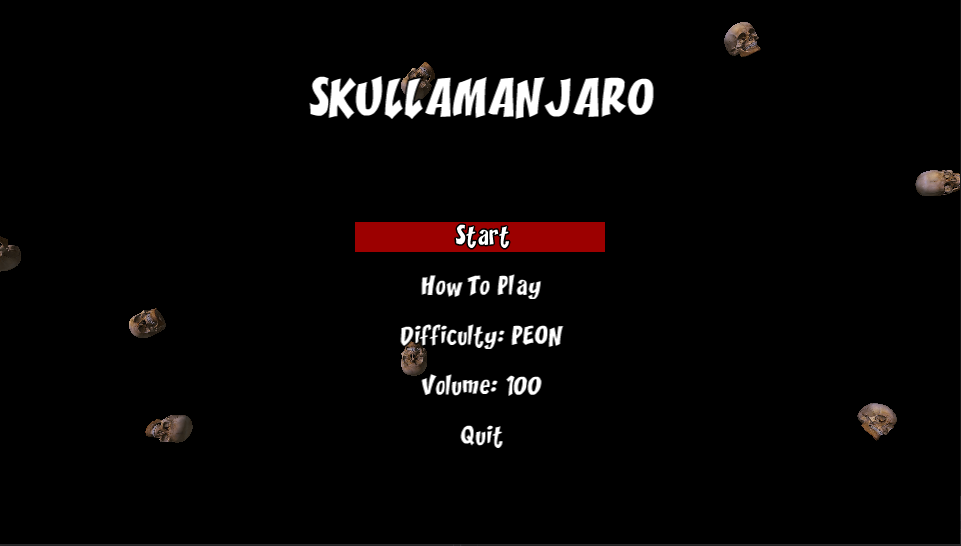 SKULLAMANJARO
Start
How To Play
Difficulty: PEON
Volume: 100
Quit